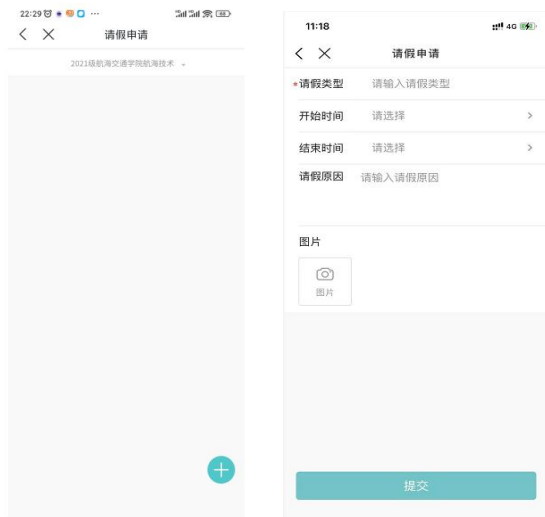 22:29
请假申请
2021级航海交通学院航海技术
11:18
4G
请假申请
*请假类型 请输入请假类型
开始时间 请选择
结束时间 请选择
请假原因 请输入请假原因
图片
图片
提交